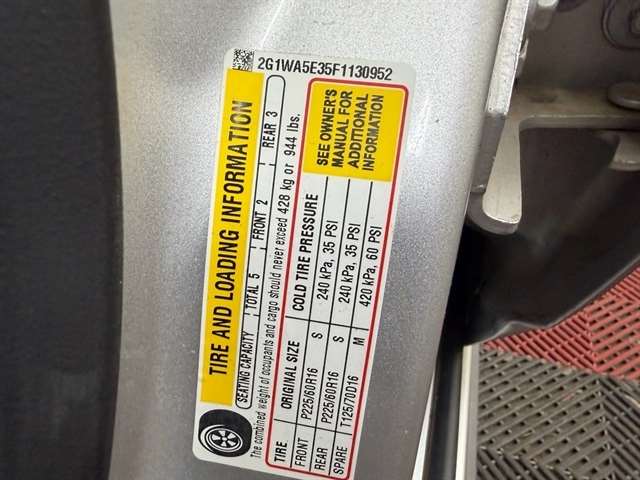 2G1WA5E35F1130952
TIRE AND LOADING INFORMATION
SEATING CAPACITY TOTAL 5 FRONT 2 REAR 3
The combined weight of occupants and cargo should never exceed 428 kg or 944 lbs.
TIRE ORIGINAL SIZE COLD TIRE PRESSURE
FRONT P225/60R16 S 240 kPa, 35 PSI
REAR P225/60R16 S 240 kPa, 35 PSI
SPARE T125/70D16 M 420 kPa, 60 PSI
SEE OWNER'S
MANUAL FOR
ADDITIONAL
INFORMATION